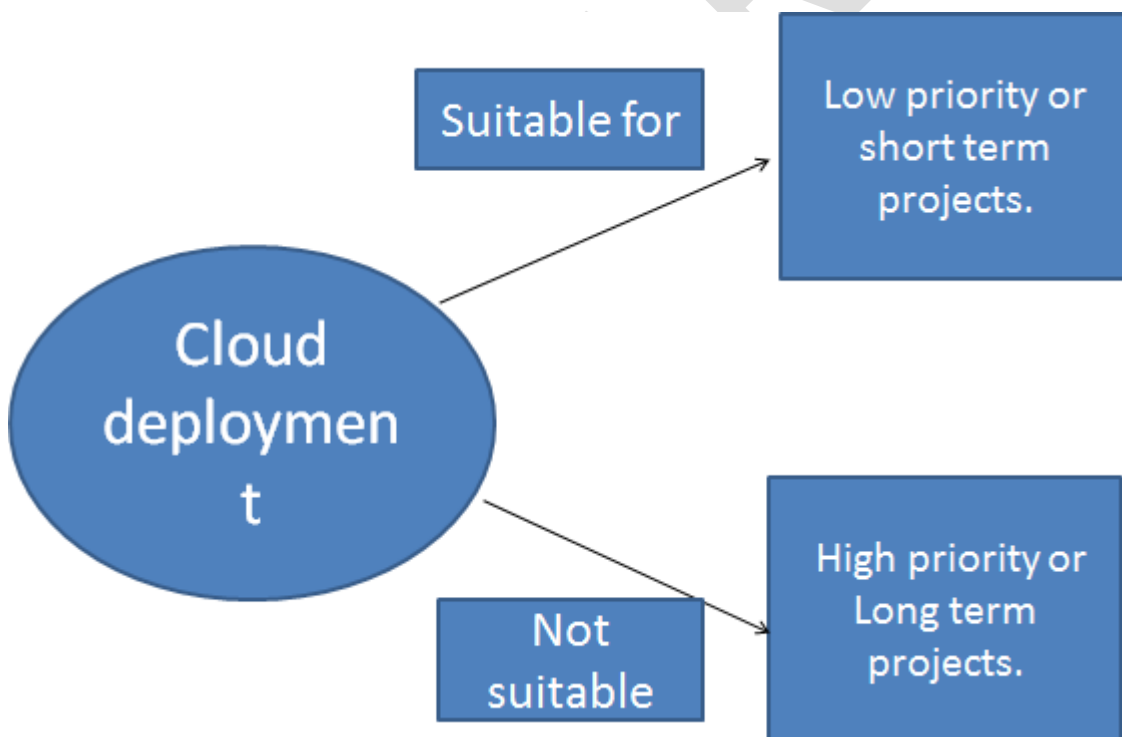 Suitable for
Low priority or
short term
projects.
Cloud
deploymen
t
Not
suitable
High priority or
Long term
projects.